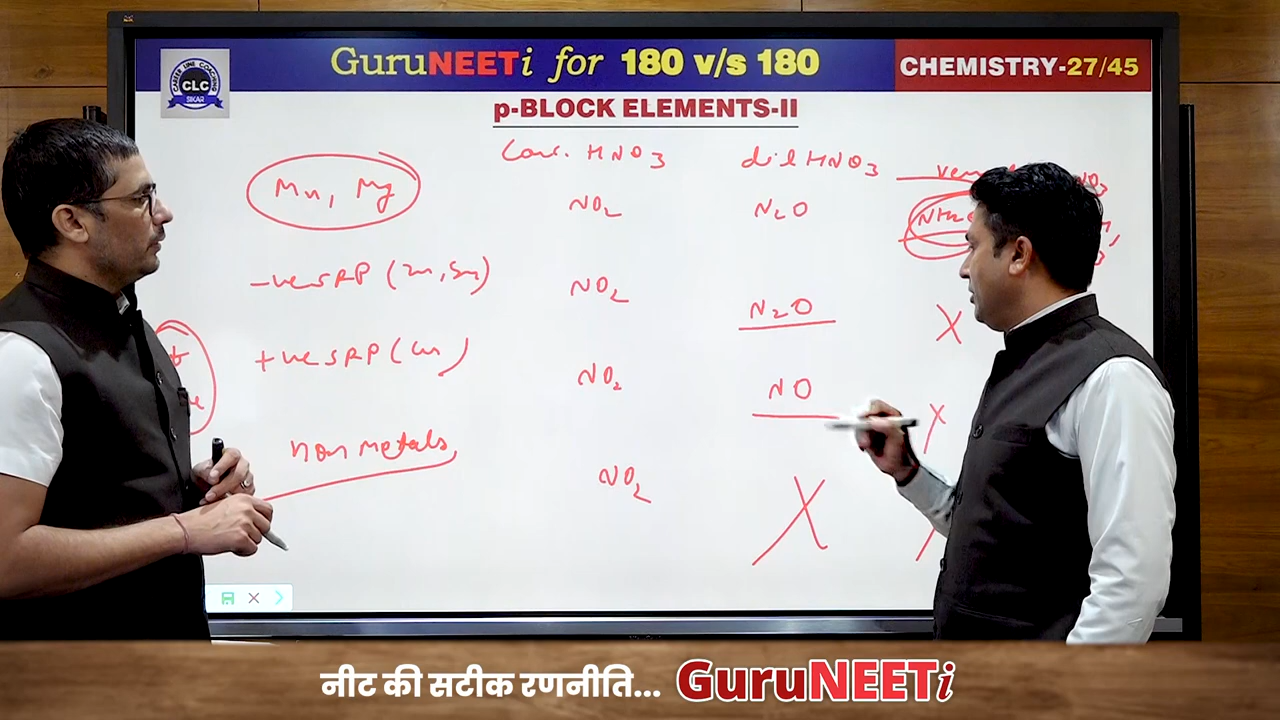 GuruNEETi for 180 v/s 180
CHEMISTRY-27/45
CAREER LINE COACHING
CLC
SIKAR
p-BLOCK ELEMENTS-II
Conc. HNO3 dil HNO3
Mn, Mg NO2 N2O
-ve SRP (Zn, Sn) NO2 N2O X
+ve SRP (Cu) NO2 NO X
non metals NO2 X
नीट की सटीक रणनीति... GuruNEETi